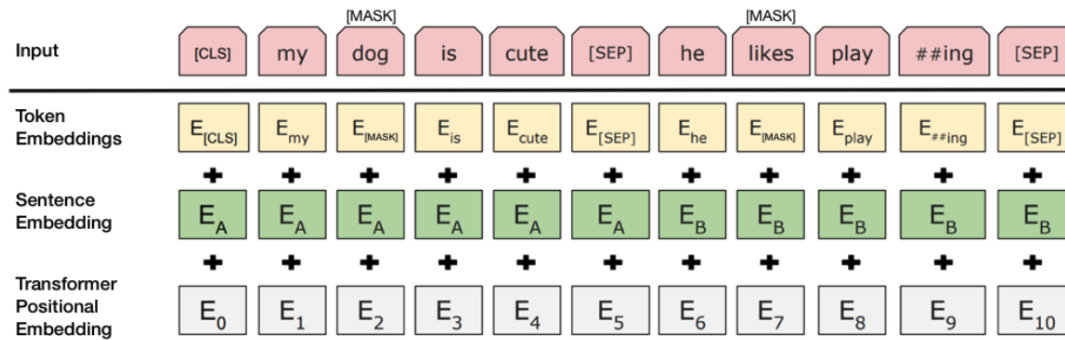 [MASK] [MASK]
Input [CLS] my dog is cute [SEP] he likes play ##ing [SEP]
Token
Embeddings
E[CLS] Emy E[MASK] Eis Ecute E[SEP] Ehe E[MASK] Eplay E##ing E[SEP]
+ + + + + + + + + + +
Sentence
Embedding
EA EA EA EA EA EA EB EB EB EB EB
+ + + + + + + + + + +
Transformer
Positional
Embedding
E0 E1 E2 E3 E4 E5 E6 E7 E8 E9 E10